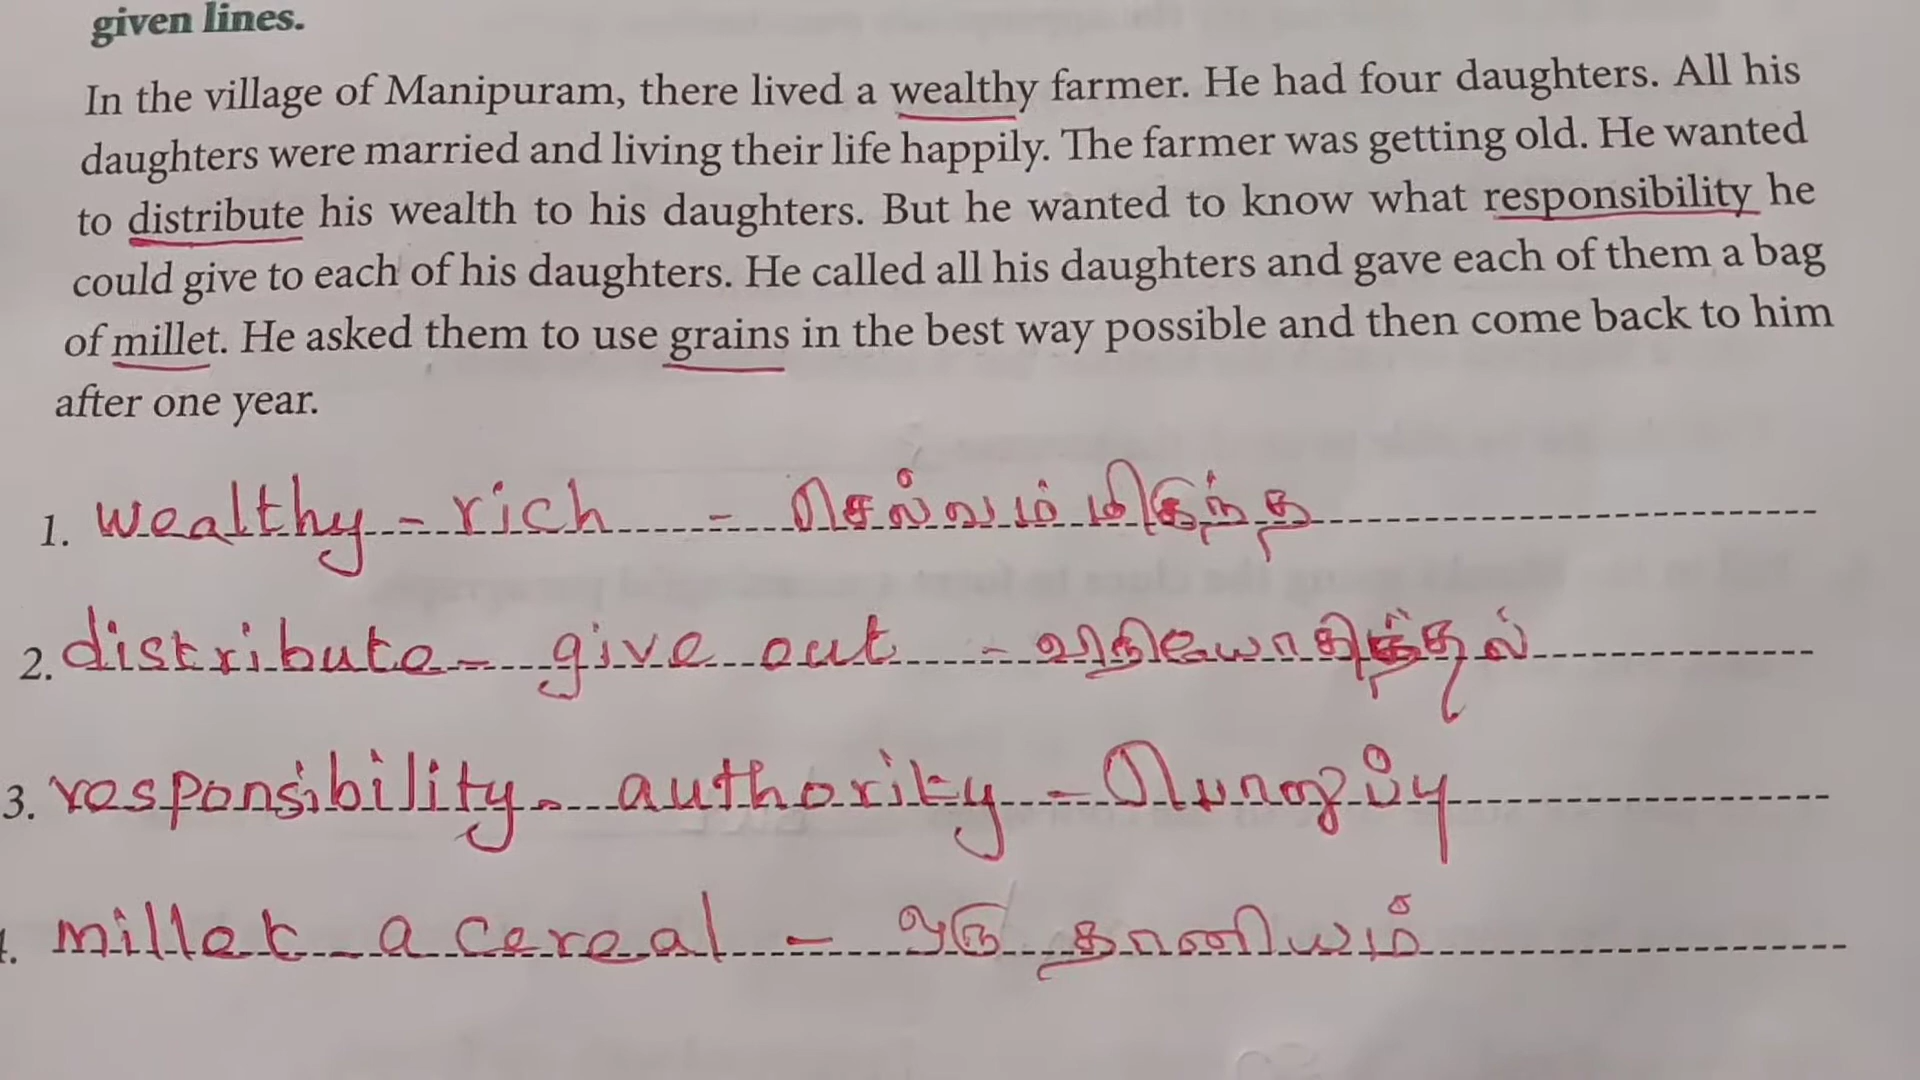 given lines.
In the village of Manipuram, there lived a wealthy farmer. He had four daughters. All his
daughters were married and living their life happily. The farmer was getting old. He wanted
to distribute his wealth to his daughters. But he wanted to know what responsibility he
could give to each of his daughters. He called all his daughters and gave each of them a bag
of millet. He asked them to use grains in the best way possible and then come back to him
after one year.
1. wealthy - rich - செல்வம் மிகுந்த
2. distribute - give out -
3. responsibility - authority - பொறுப்பு
millet - a cereal - ஒரு தானியம்